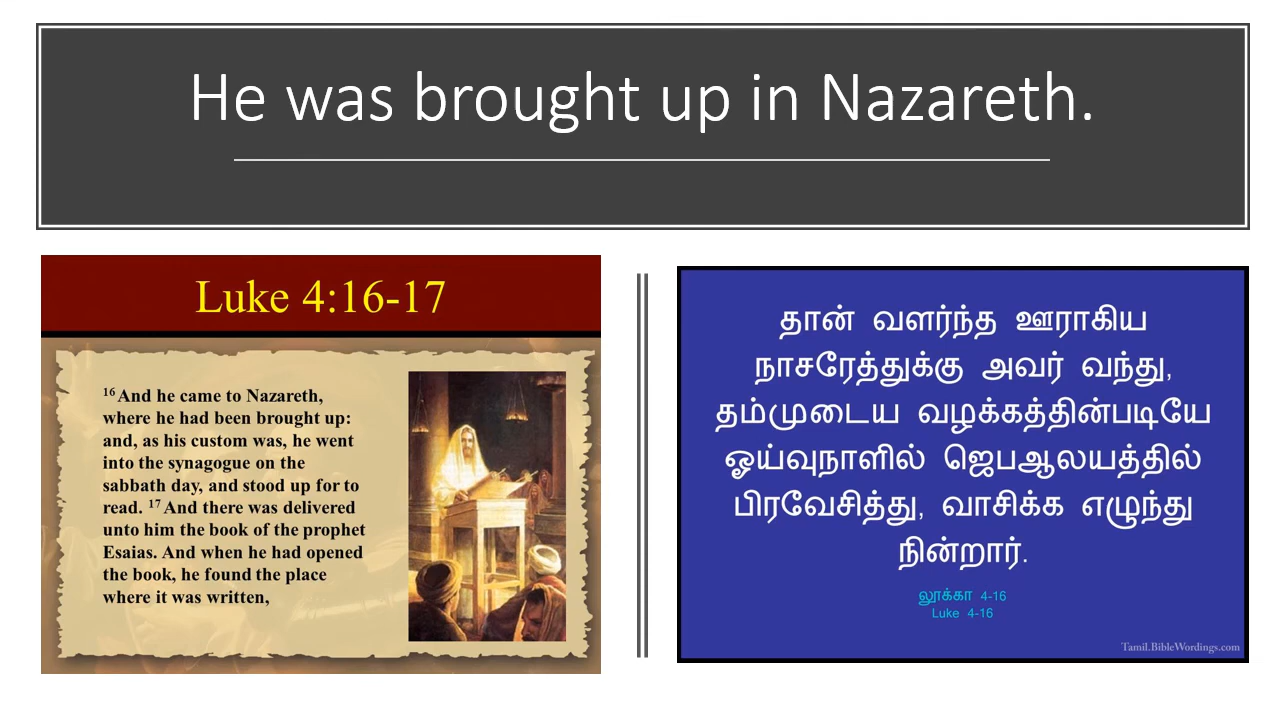 He was brought up in Nazareth.
Luke 4:16-17
16 And he came to Nazareth,
where he had been brought up:
and, as his custom was, he went
into the synagogue on the
sabbath day, and stood up for to
read. 17 And there was delivered
unto him the book of the prophet
Esaias. And when he had opened
the book, he found the place
where it was written,
தான் வளர்ந்த ஊராகிய
நாசரேத்துக்கு அவர் வந்து,
தம்முடைய வழக்கத்தின்படியே
ஓய்வுநாளில் ஜெபஆலயத்தில்
பிரவேசித்து, வாசிக்க எழுந்து
நின்றார்.
லூக்கா 4-16
Luke 4-16
Tamil.BibleWordings.com